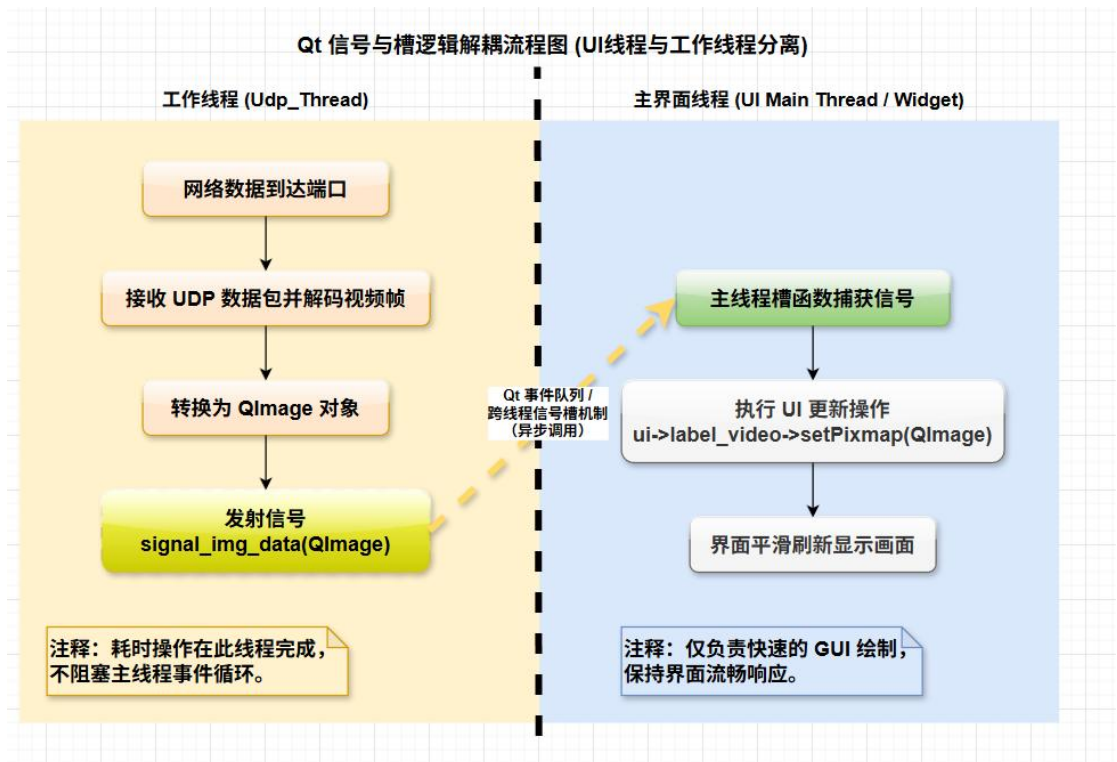 Qt 信号与槽逻辑解耦流程图 (UI线程与工作线程分离)
工作线程 (Udp_Thread)
网络数据到达端口
接收 UDP 数据包并解码视频帧
转换为 QImage 对象
发射信号
signal_img_data(QImage)
注释：耗时操作在此线程完成，
不阻塞主线程事件循环。
Qt 事件队列 /
跨线程信号槽机制
（异步调用）
主界面线程 (UI Main Thread / Widget)
主线程槽函数捕获信号
执行 UI 更新操作
ui->label_video->setPixmap(QImage)
界面平滑刷新显示画面
注释：仅负责快速的 GUI 绘制，
保持界面流畅响应。